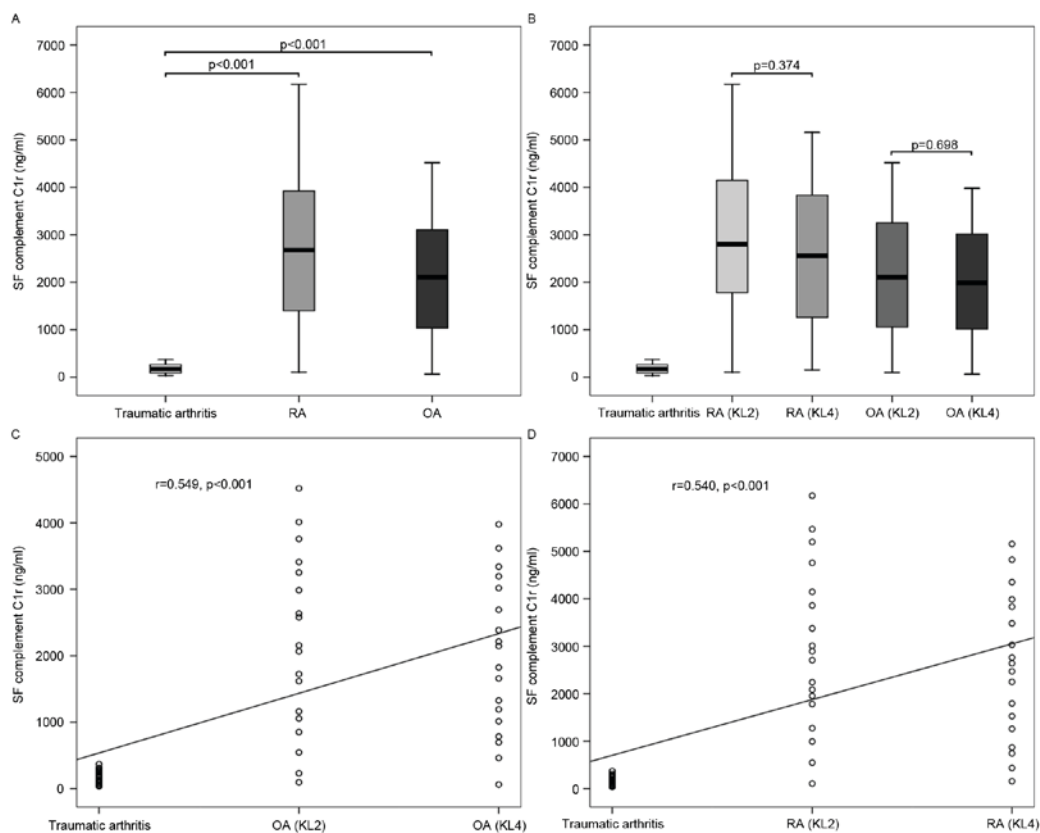 A
SF complement C1r (ng/ml)
7000
6000
5000
4000
3000
2000
1000
0
p<0.001
p<0.001
Traumatic arthritis RA OA
B
SF complement C1r (ng/ml)
7000
6000
5000
4000
3000
2000
1000
0
p=0.374
p=0.698
Traumatic arthritis RA (KL2) RA (KL4) OA (KL2) OA (KL4)
C
SF complement C1r (ng/ml)
5000
4000
3000
2000
1000
0
r=0.549, p<0.001
Traumatic arthritis OA (KL2) OA (KL4)
D
SF complement C1r (ng/ml)
7000
6000
5000
4000
3000
2000
1000
0
r=0.540, p<0.001
Traumatic arthritis RA (KL2) RA (KL4)